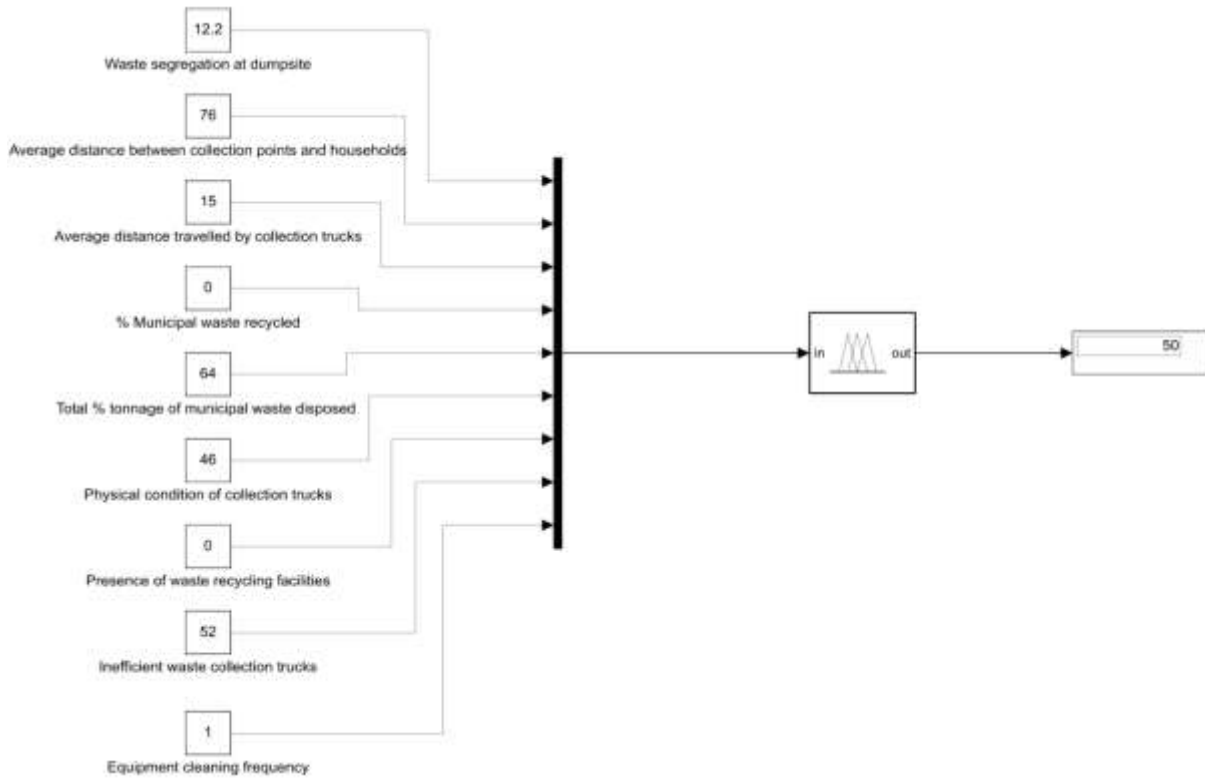 12.2
Waste segregation at dumpsite
76
Average distance between collection points and households
15
Average distance travelled by collection trucks
0
% Municipal waste recycled
64
Total % tonnage of municipal waste disposed
46
Physical condition of collection trucks
0
Presence of waste recycling facilities
52
Inefficient waste collection trucks
1
Equipment cleaning frequency
in out
50